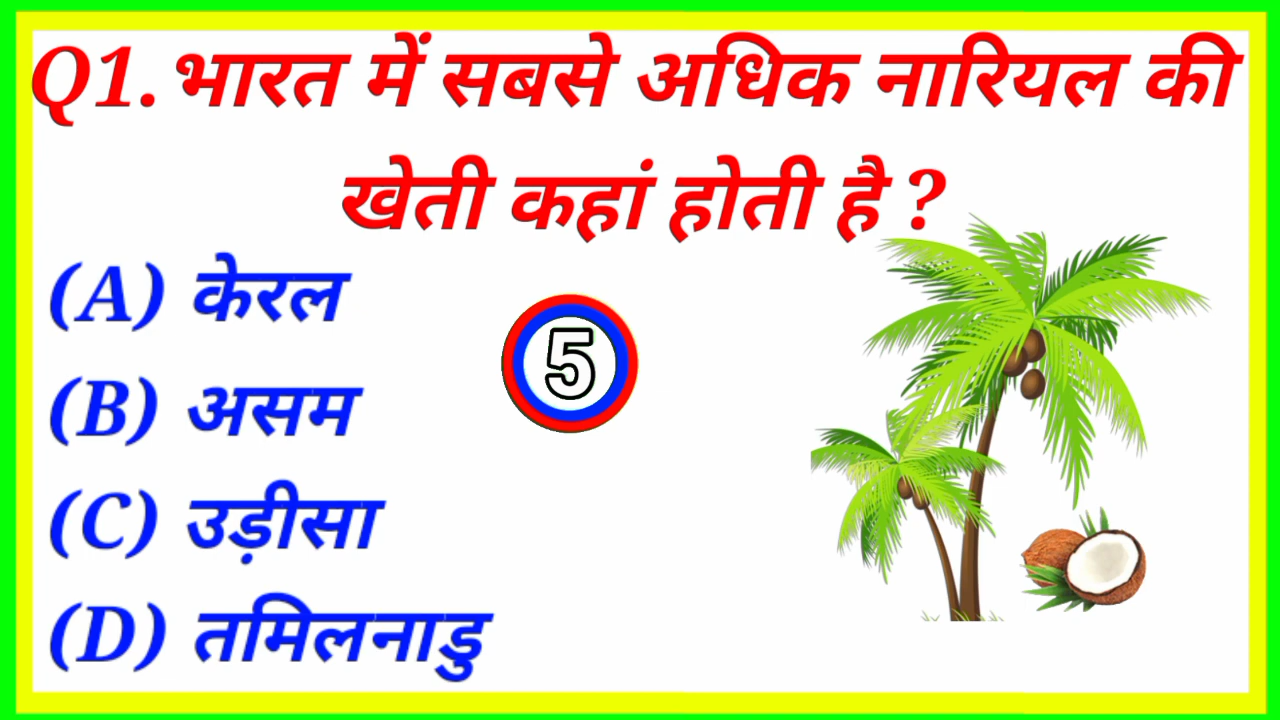 Q1. भारत में सबसे अधिक नारियल की
खेती कहां होती है ?
(A) केरल
(B) असम
(C) उड़ीसा
(D) तमिलनाडु
5